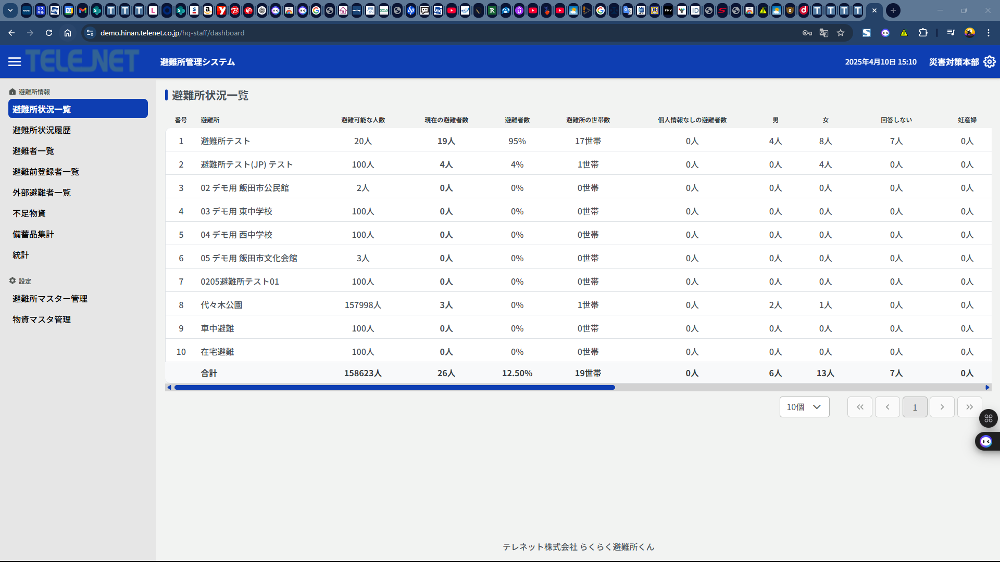 demo.hinan.telenet.co.jp/hq-staff/dashboard
TELENET
避難所管理システム
2025年4月10日 15:10
災害対策本部
避難所情報
避難所状況一覧
避難所状況履歴
避難者一覧
避難前登録者一覧
外部避難者一覧
不足物資
備蓄品集計
統計
設定
避難所マスター管理
物資マスタ管理
避難所状況一覧
番号 避難所 避難可能な人数 現在の避難者数 避難者数 避難所の世帯数 個人情報なしの避難者数 男 女 回答しない 妊産婦
1 避難所テスト 20人 19人 95% 17世帯 0人 4人 8人 7人 0人
2 避難所テスト(JP) テスト 100人 4人 4% 1世帯 0人 0人 4人 0人 0人
3 02 デモ用 飯田市公民館 2人 0人 0% 0世帯 0人 0人 0人 0人 0人
4 03 デモ用 東中学校 100人 0人 0% 0世帯 0人 0人 0人 0人 0人
5 04 デモ用 西中学校 100人 0人 0% 0世帯 0人 0人 0人 0人 0人
6 05 デモ用 飯田市文化会館 3人 0人 0% 0世帯 0人 0人 0人 0人 0人
7 0205避難所テスト01 100人 0人 0% 0世帯 0人 0人 0人 0人 0人
8 代々木公園 157998人 3人 0% 1世帯 0人 2人 1人 0人 0人
9 車中避難 100人 0人 0% 0世帯 0人 0人 0人 0人 0人
10 在宅避難 100人 0人 0% 0世帯 0人 0人 0人 0人 0人
合計 158623人 26人 12.50% 19世帯 0人 6人 13人 7人 0人
10個
1
テレネット株式会社 らくらく避難所くん